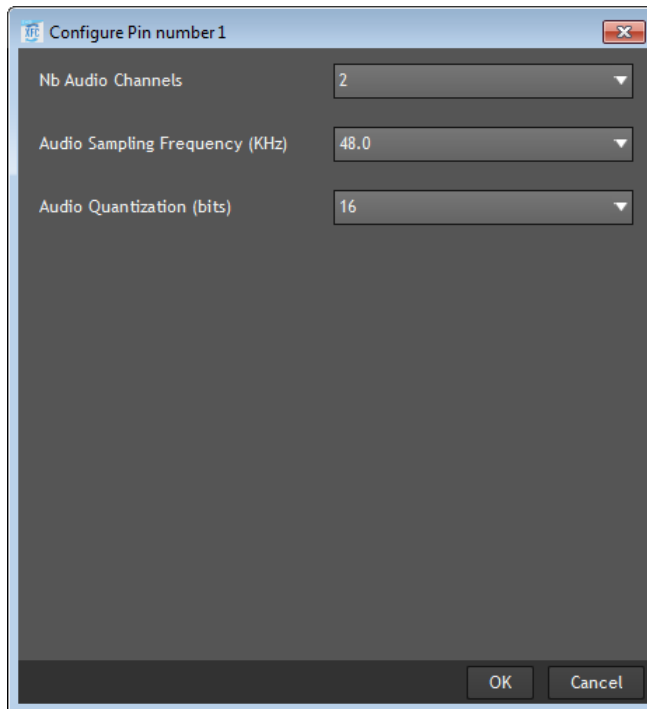 XFC Configure Pin number 1
Nb Audio Channels 2
Audio Sampling Frequency (KHz) 48.0
Audio Quantization (bits) 16
OK Cancel